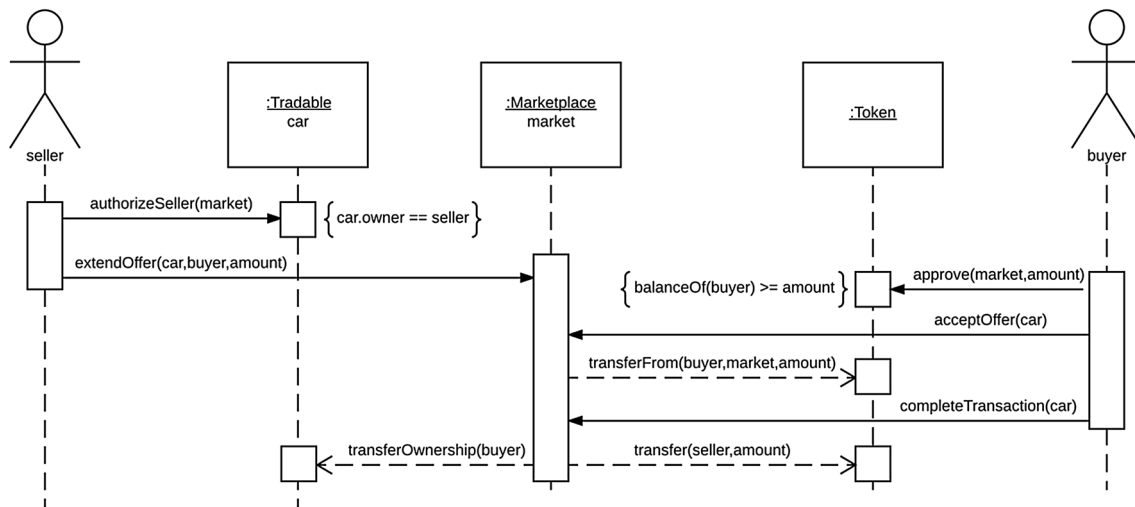 :Tradable
car
:Marketplace
market
:Token
seller
buyer
authorizeSeller(market)
{ car.owner == seller }
extendOffer(car,buyer,amount)
{ balanceOf(buyer) >= amount }
approve(market,amount)
acceptOffer(car)
transferFrom(buyer,market,amount)
completeTransaction(car)
transferOwnership(buyer)
transfer(seller,amount)